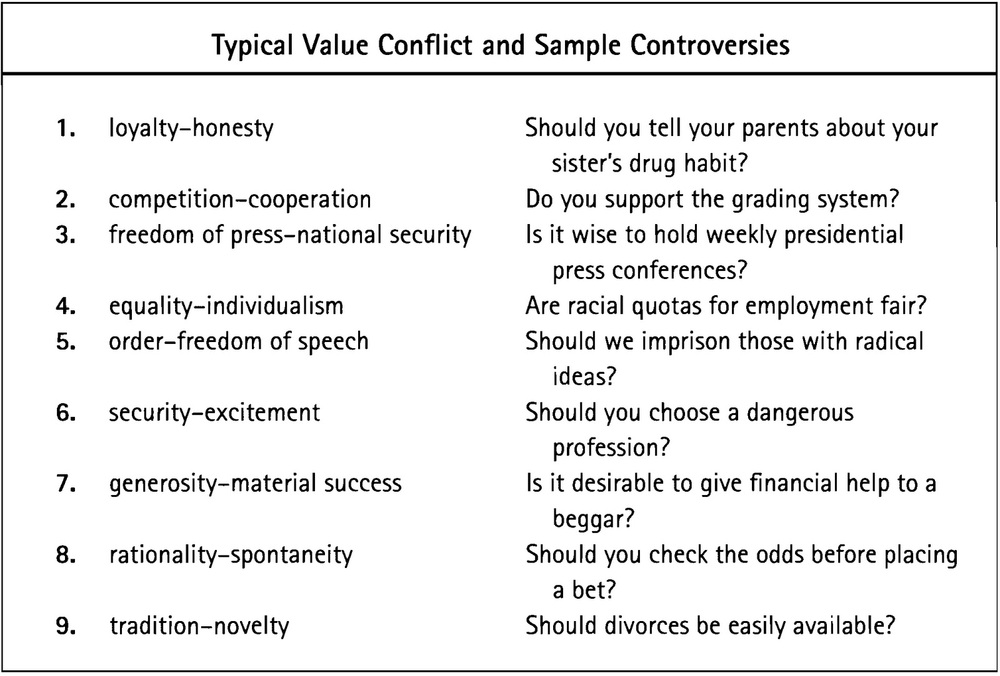 Typical Value Conflict and Sample Controversies
1. loyalty–honesty Should you tell your parents about your
sister's drug habit?
2. competition–cooperation Do you support the grading system?
3. freedom of press–national security Is it wise to hold weekly presidential
press conferences?
4. equality–individualism Are racial quotas for employment fair?
5. order–freedom of speech Should we imprison those with radical
ideas?
6. security–excitement Should you choose a dangerous
profession?
7. generosity–material success Is it desirable to give financial help to a
beggar?
8. rationality–spontaneity Should you check the odds before placing
a bet?
9. tradition–novelty Should divorces be easily available?